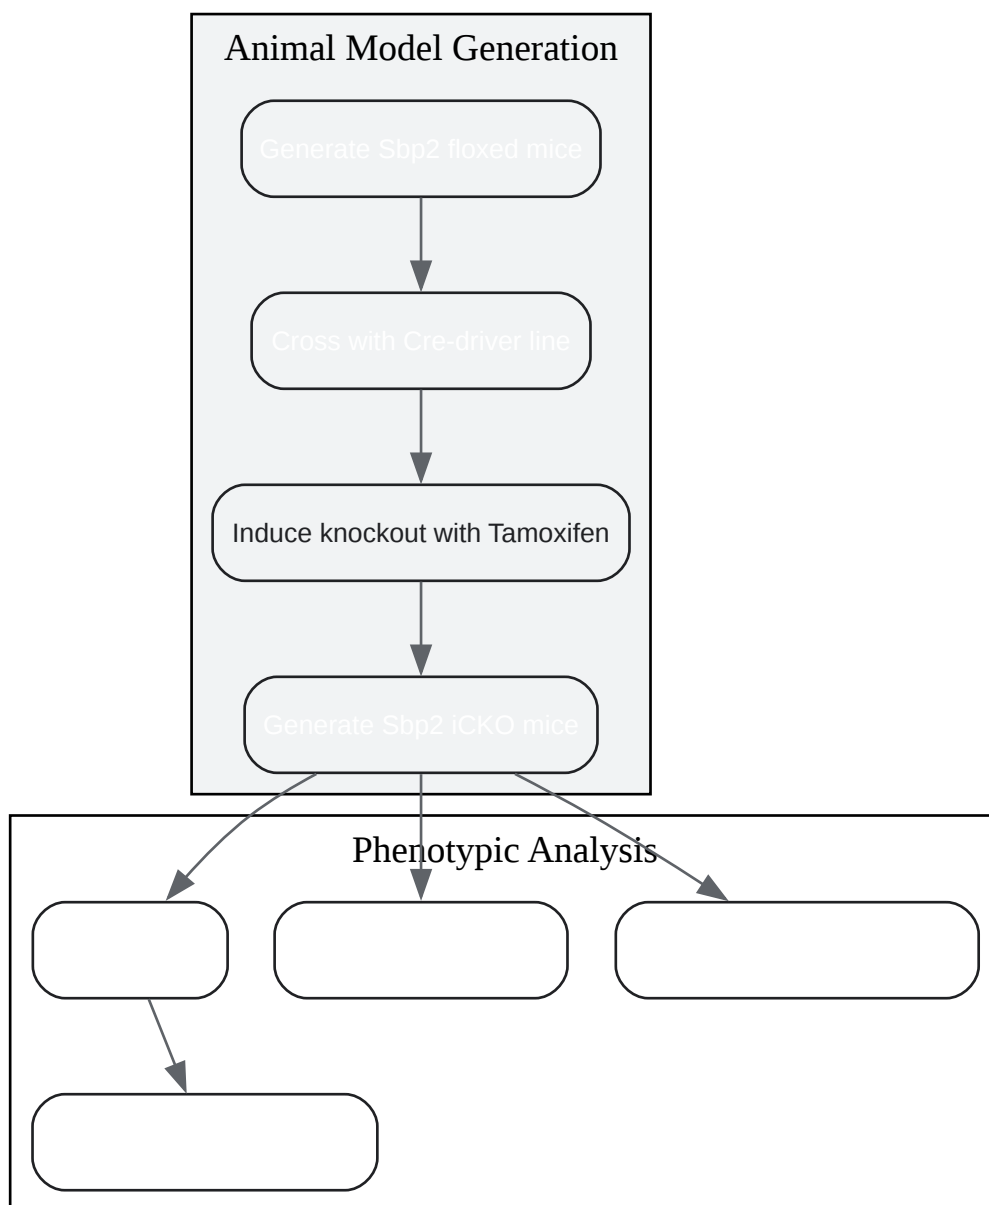 Animal Model Generation
Generate Sbp2 floxed mice
Cross with Cre-driver line
Induce knockout with Tamoxifen
Generate Sbp2 iCKO mice
Phenotypic Analysis